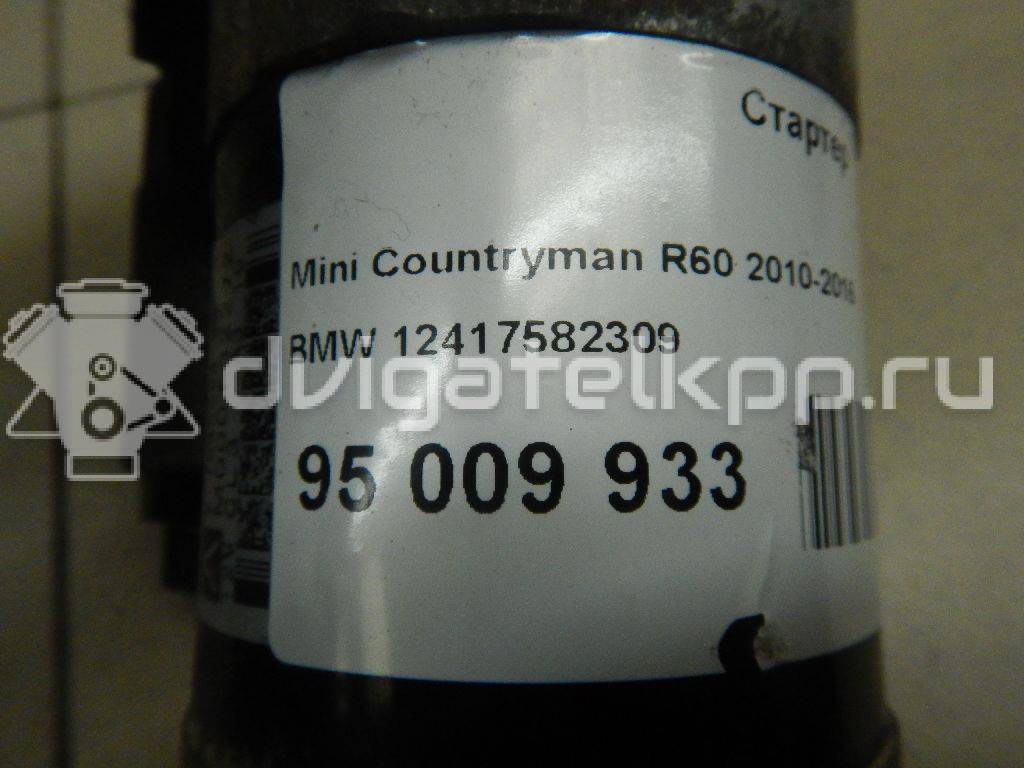 Стартер
Mini Countryman R60 2010-2016
BMW 12417582309
dvigatelkpp.ru
95 009 933